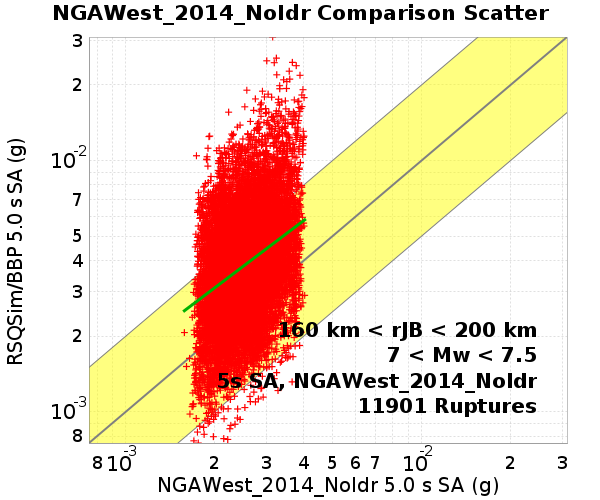 NGAWest_2014_NoIdr Comparison Scatter
3
2
10-2
7
5
4
3
2
10-3
8
RSQSim/BBP 5.0 s SA (g)
160 km < rJB < 200 km
7 < Mw < 7.5
5s SA, NGAWest_2014_NoIdr
11901 Ruptures
8 10-3 2 3 4 5 6 7 10-2 2 3
NGAWest_2014_NoIdr 5.0 s SA (g)